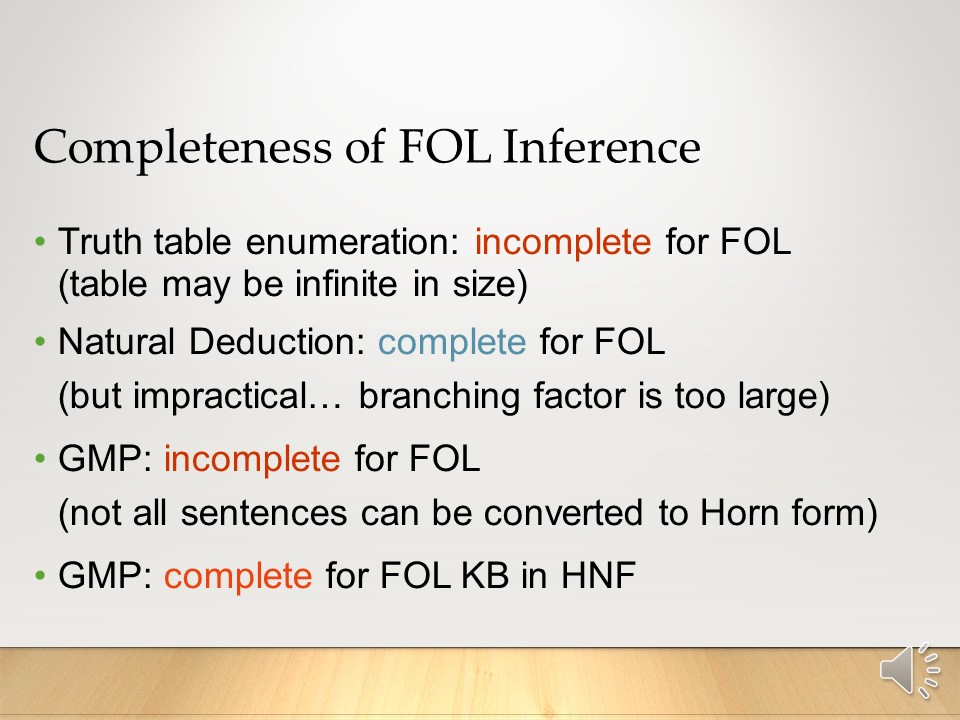 Completeness of FOL Inference
• Truth table enumeration: incomplete for FOL
(table may be infinite in size)
• Natural Deduction: complete for FOL
(but impractical… branching factor is too large)
• GMP: incomplete for FOL
(not all sentences can be converted to Horn form)
• GMP: complete for FOL KB in HNF